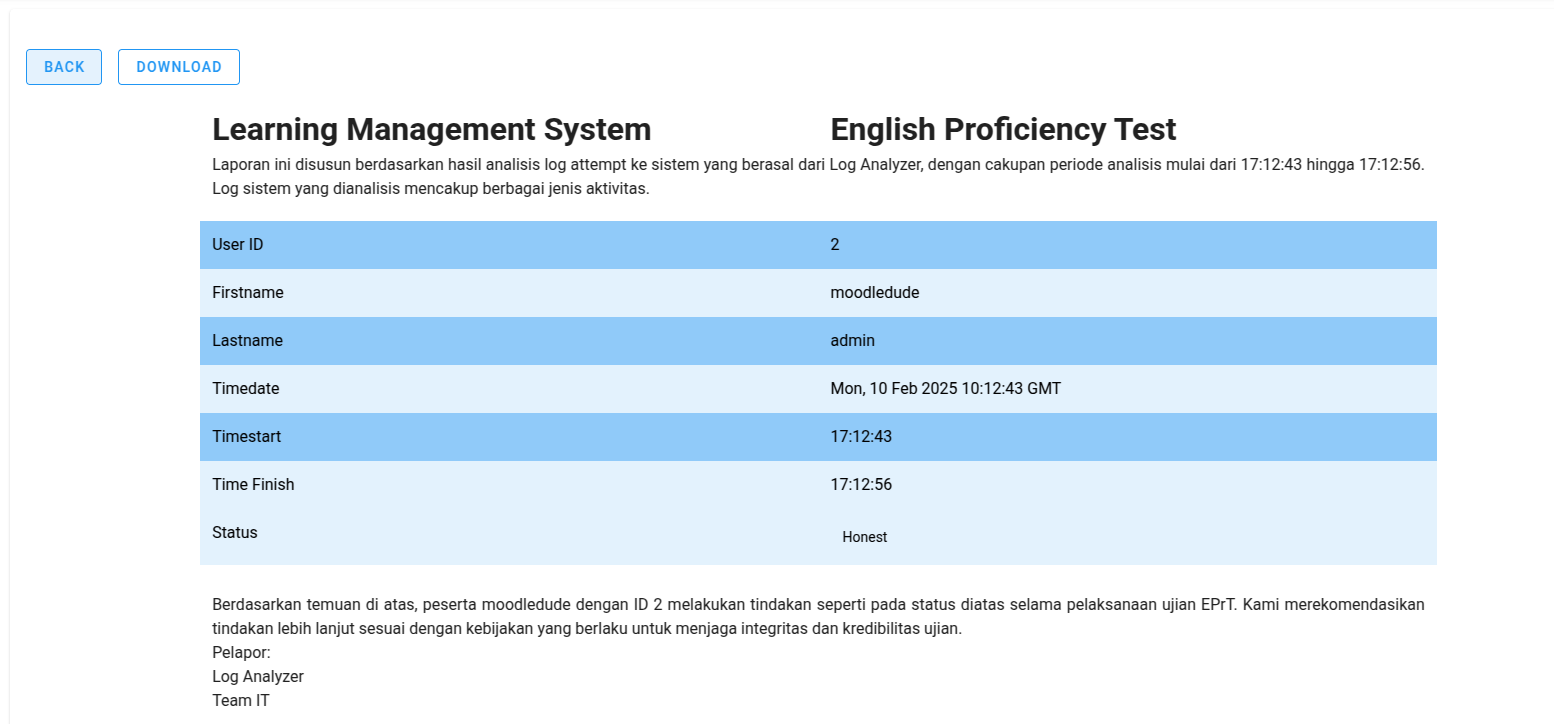 BACK DOWNLOAD
Learning Management System English Proficiency Test
Laporan ini disusun berdasarkan hasil analisis log attempt ke sistem yang berasal dari Log Analyzer, dengan cakupan periode analisis mulai dari 17:12:43 hingga 17:12:56.
Log sistem yang dianalisis mencakup berbagai jenis aktivitas.
User ID 2
Firstname moodledude
Lastname admin
Timedate Mon, 10 Feb 2025 10:12:43 GMT
Timestart 17:12:43
Time Finish 17:12:56
Status Honest
Berdasarkan temuan di atas, peserta moodledude dengan ID 2 melakukan tindakan seperti pada status diatas selama pelaksanaan ujian EPrT. Kami merekomendasikan
tindakan lebih lanjut sesuai dengan kebijakan yang berlaku untuk menjaga integritas dan kredibilitas ujian.
Pelapor:
Log Analyzer
Team IT